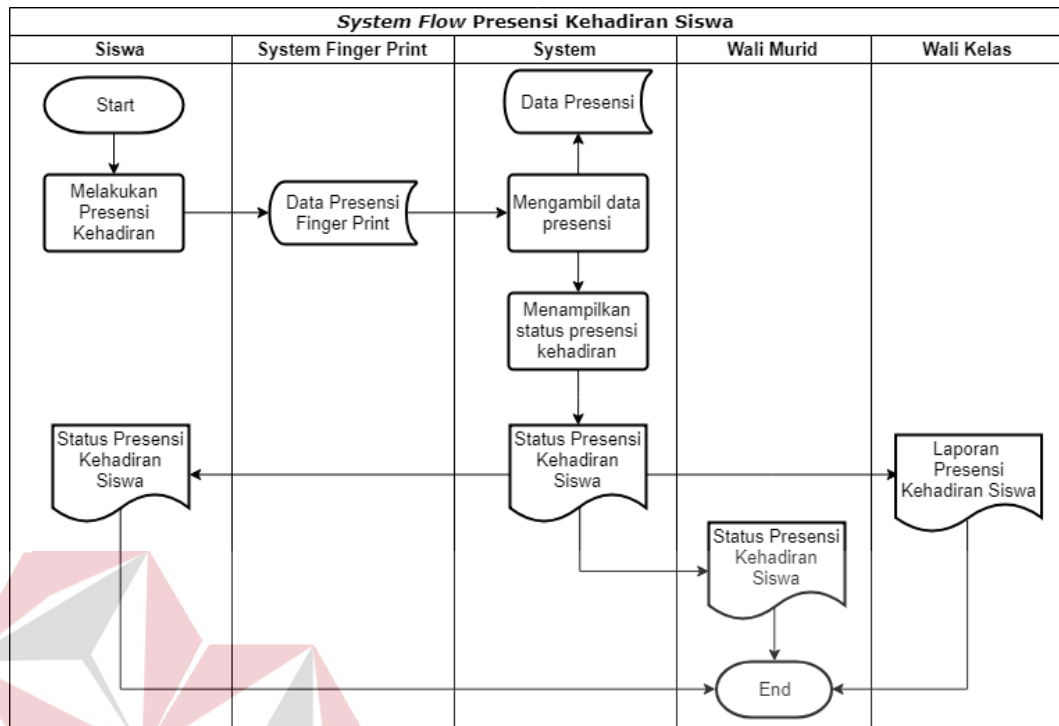 System Flow Presensi Kehadiran Siswa
Siswa
System Finger Print
System
Wali Murid
Wali Kelas
Start
Data Presensi
Melakukan
Presensi
Kehadiran
Data Presensi
Finger Print
Mengambil data
presensi
Menampilkan
status presensi
kehadiran
Status Presensi
Kehadiran
Siswa
Status Presensi
Kehadiran
Siswa
Laporan
Presensi
Kehadiran Siswa
Status Presensi
Kehadiran
Siswa
End